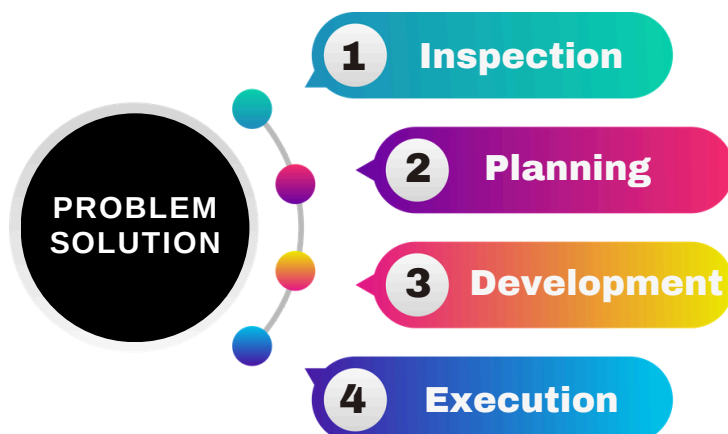 PROBLEM
SOLUTION
1 Inspection
2 Planning
3 Development
4 Execution